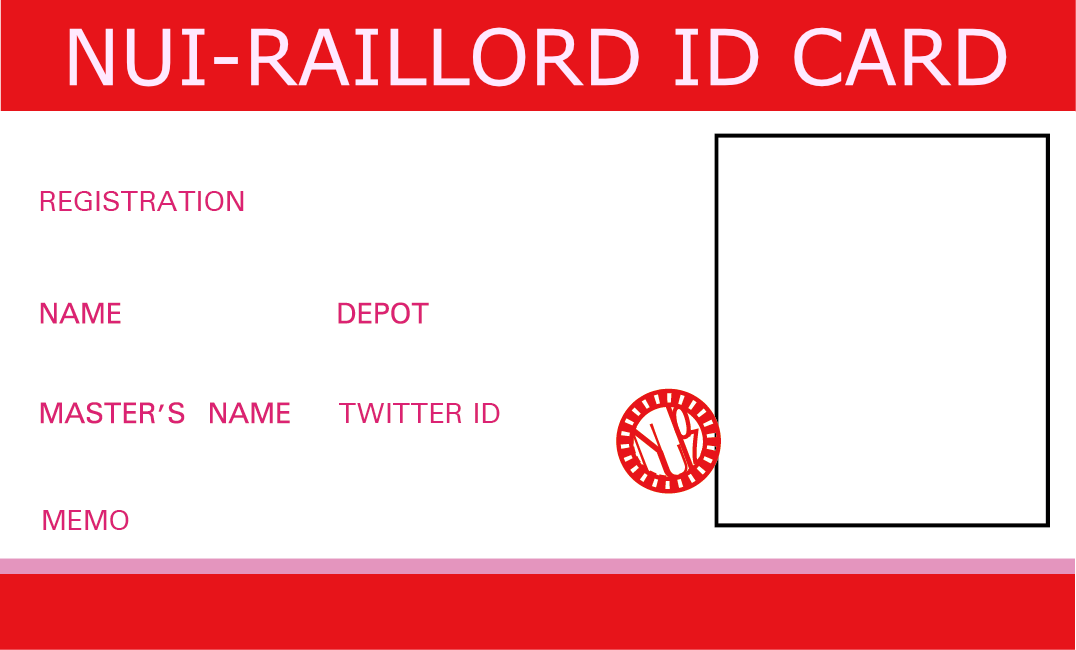 NUI-RAILLORD ID CARD
REGISTRATION
NAME DEPOT
MASTER'S NAME TWITTER ID
MEMO